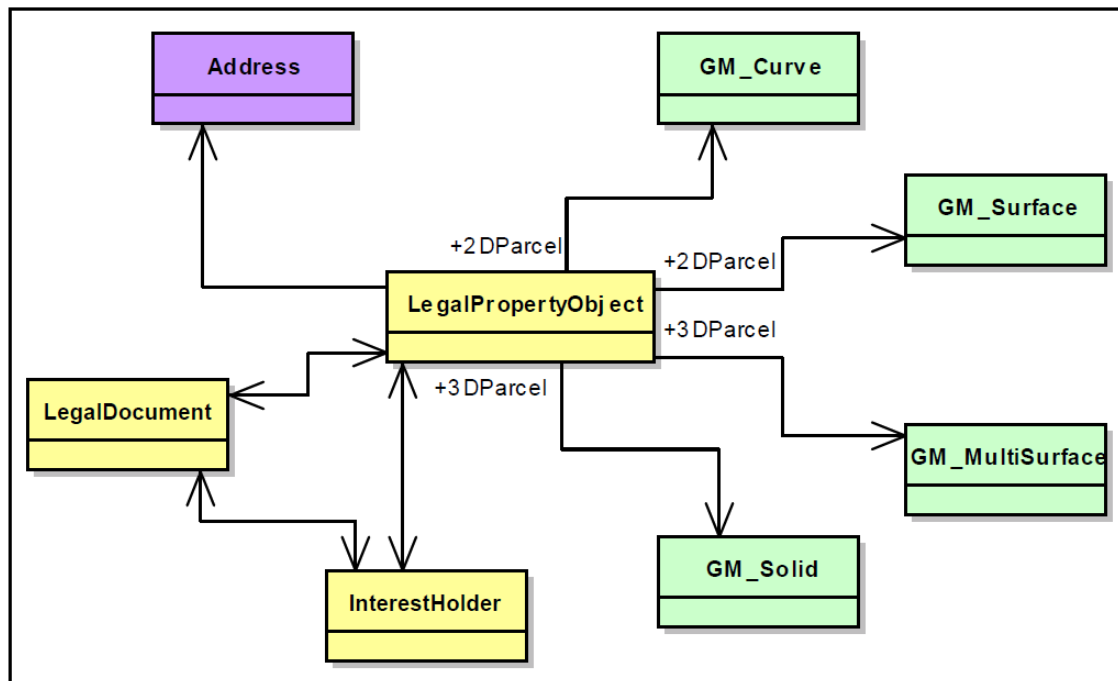 Address
GM_Curve
GM_Surface
+2DParcel
+2DParcel
LegalPropertyObject
+3DParcel
+3DParcel
LegalDocument
GM_MultiSurface
GM_Solid
InterestHolder